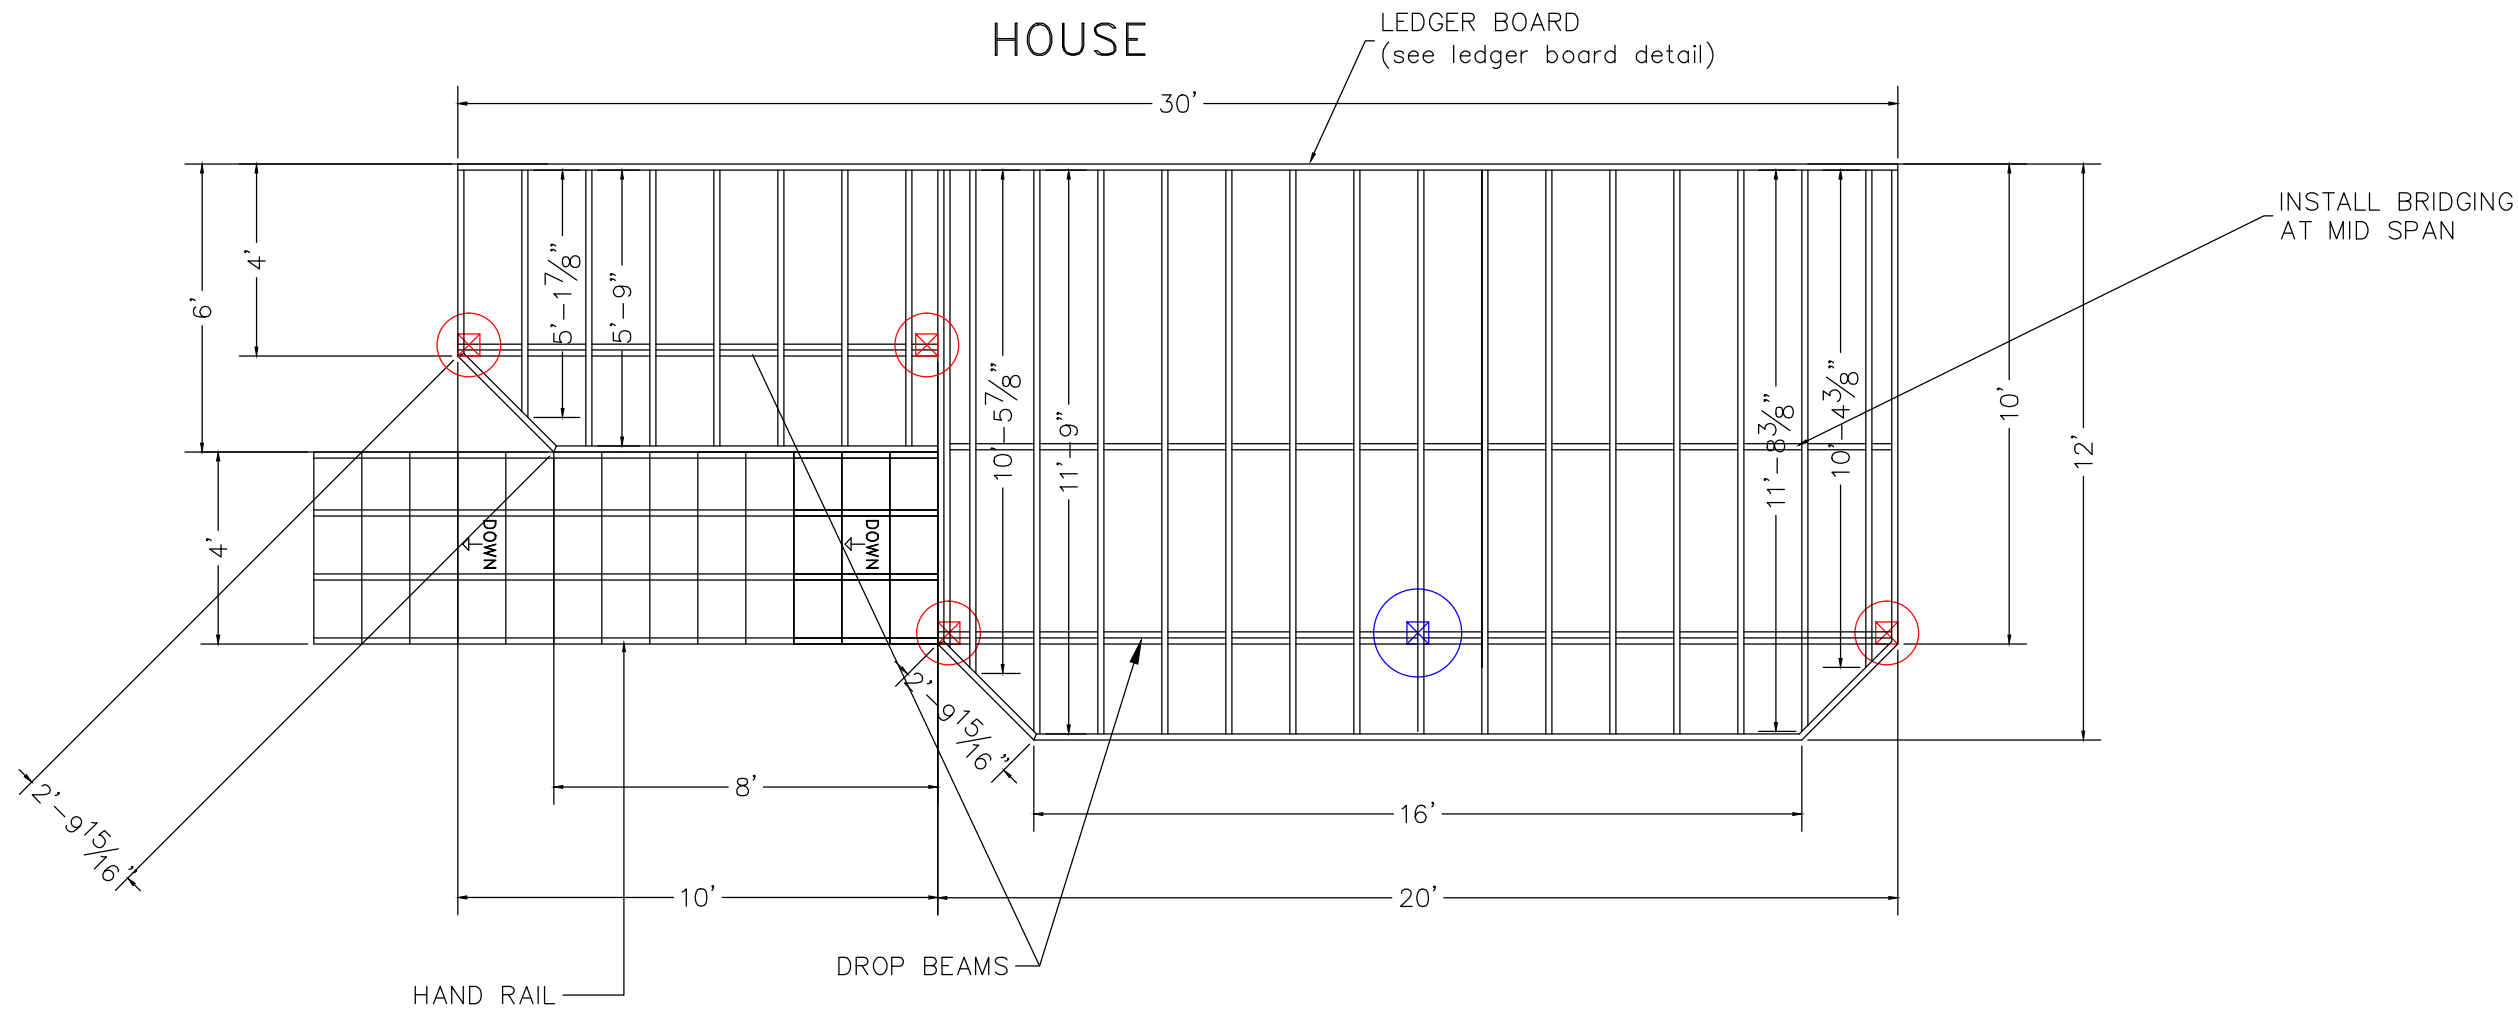 HOUSE
LEDGER BOARD
(see ledger board detail)
30'
INSTALL BRIDGING
AT MID SPAN
6'
4'
5'-1 7/8"
5'-9"
10'-5 7/8"
11'-9"
11'-8 3/8"
10'-4 3/8"
10'
12'
4'
DOWN
DOWN
2'-9 15/16"
2'-9 15/16"
8'
16'
10'
20'
DROP BEAMS
HAND RAIL